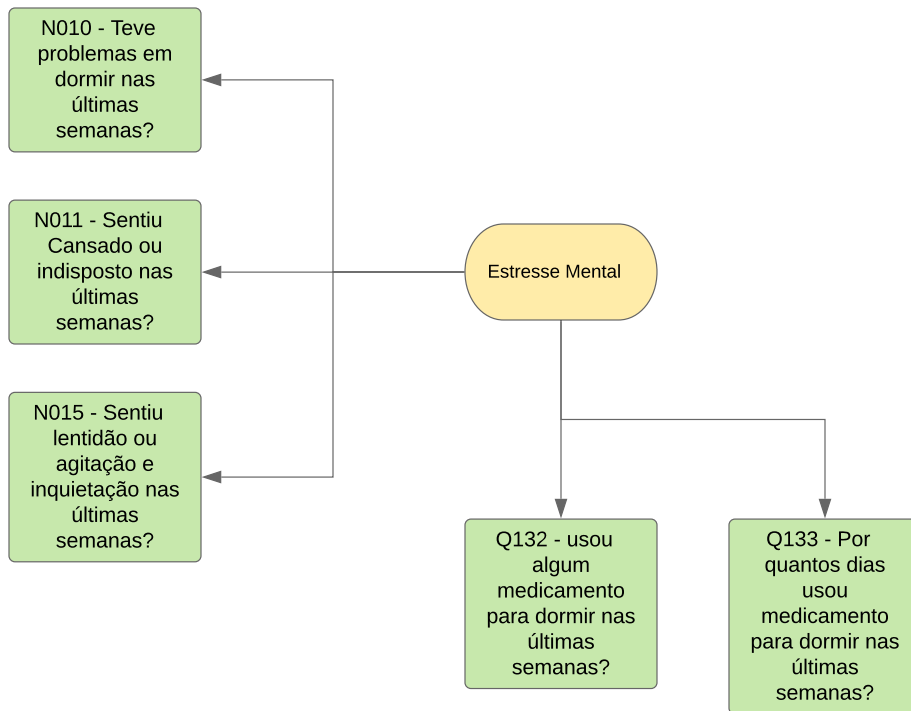 N010 - Teve
problemas em
dormir nas
últimas
semanas?
N011 - Sentiu
Cansado ou
indisposto nas
últimas
semanas?
N015 - Sentiu
lentidão ou
agitação e
inquietação nas
últimas
semanas?
Estresse Mental
Q132 - usou
algum
medicamento
para dormir nas
últimas
semanas?
Q133 - Por
quantos dias
usou
medicamento
para dormir nas
últimas
semanas?